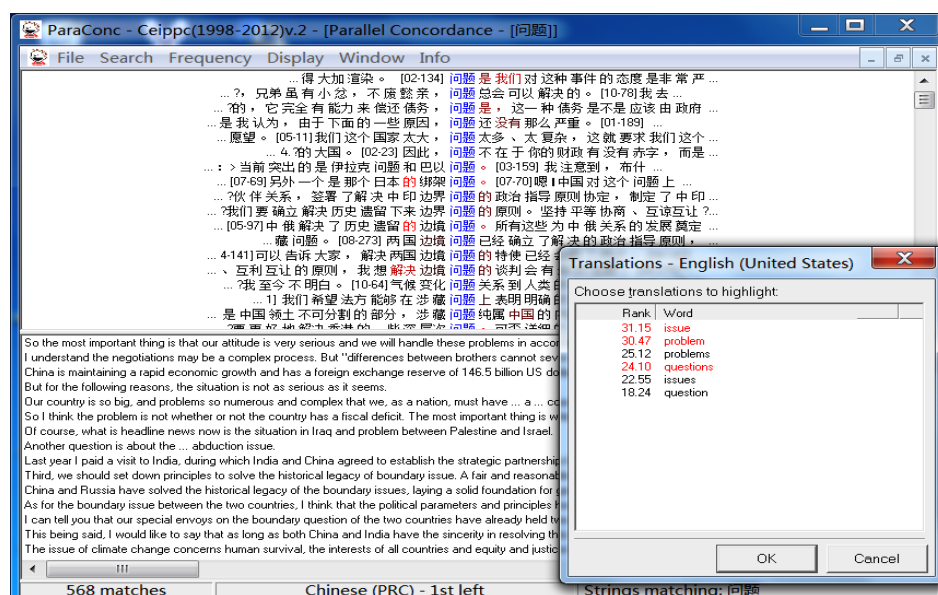 ParaConc - Ceippc(1998-2012)v.2 - [Parallel Concordance - [问题]]
File Search Frequency Display Window Info
... 得 大加 渲染 。 [02-134] 问题 是 我们 对 这种 事件 的 态度 是 非 常 严 ...
... ?, 兄弟 虽 有 小 忿 , 不 废 懿 亲 , 问题 总会 可以 解决 的 。 [10-78] 我 去 ...
... ?的 , 它 完全 有 能力 来 偿还 债务 , 问题 是 , 这 一 种 债务 是 不 是 应该 由 政府 ...
... 是 我 认为 , 由于 下面 的 一些 原因 , 问题 还 没有 那么 严重 。 [01-189] ...
... 愿望 。 [05-11] 我们 这个 国家 太大 , 问题 太多 、 太 复杂 , 这 就 要求 我们 这个 ...
... 4. ?的 大国 。 [02-23] 因此 , 问题 不 在于 你的 财政 有 没有 赤字 , 而是 ...
... : > 当前 突出 的 是 伊拉克 问题 和 巴以 问题 。 [03-159] 我 注意到 , 布什 ...
... [07-69] 另外 一个 是 那个 日本 的 绑架 问题 。 [07-70] 嗯 ! 中国 对 这个 问题 上 ...
... ?伙 伴 关系 , 签署 了 解决 中 印 边界 问题 的 政治 指导 原则 协定 , 制定 了 中 印 ...
... ?我们 要 确立 解决 历史 遗留 下来 边界 问题 的 原则 。 坚持 平等 协商 、 互谅互让 ?...
... [05-97] 中 俄 解决 了 历史 遗留 的 边境 问题 。 所有 这些 为 中 俄 关系 的 发展 奠定 ...
... 藏 问题 。 [08-273] 两国 边境 问题 已经 确立 了 解 决 的 政治 指导 原则 , ...
... 4-141] 可以 告诉 大家 , 解决 两国 边境 问题 的 特使 已经
... 、 互利 互让 的 原则 , 我 想 解决 边境 问题 的 谈判 会 有
... ?我 至今 不 明白 。 [10-64] 气候 变化 问题 关系 到 人类
... 1] 我们 希望 法方 能够 在 涉 藏 问题 上 表明 明确
... 是 中国 领土 不可 分割 的 部分 , 涉 藏 问题 纯属 中国 的
So the most important thing is that our attitude is very serious and we will handle these problems in accor
I understand the negotiations may be a complex process. But "differences between brothers cannot sev
China is maintaining a rapid economic growth and has a foreign exchange reserve of 146.5 billion US do
But for the following reasons, the situation is not as serious as it seems.
Our country is so big, and problems so numerous and complex that we, as a nation, must have ... a ... co
So I think the problem is not whether or not the country has a fiscal deficit. The most important thing is w
Of course, what is headline news now is the situation in Iraq and problem between Palestine and Israel.
Another question is about the ... abduction issue.
Last year I paid a visit to India, during which India and China agreed to establish the strategic partnership
Third, we should set down principles to solve the historical legacy of boundary issue. A fair and reasonab
China and Russia have solved the historical legacy of the boundary issues, laying a solid foundation for g
As for the boundary issue between the two countries, I think that the political parameters and principles h
I can tell you that our special envoys on the boundary question of the two countries have already held tw
This being said, I would like to say that as long as both China and India have the sincerity in resolving th
The issue of climate change concerns human survival, the interests of all countries and equity and justic
568 matches Chinese (PRC) - 1st left Strings matching: 问题
Translations - English (United States)
Choose translations to highlight:
Rank Word
31.15 issue
30.47 problem
25.12 problems
24.10 questions
22.55 issues
18.24 question
OK Cancel